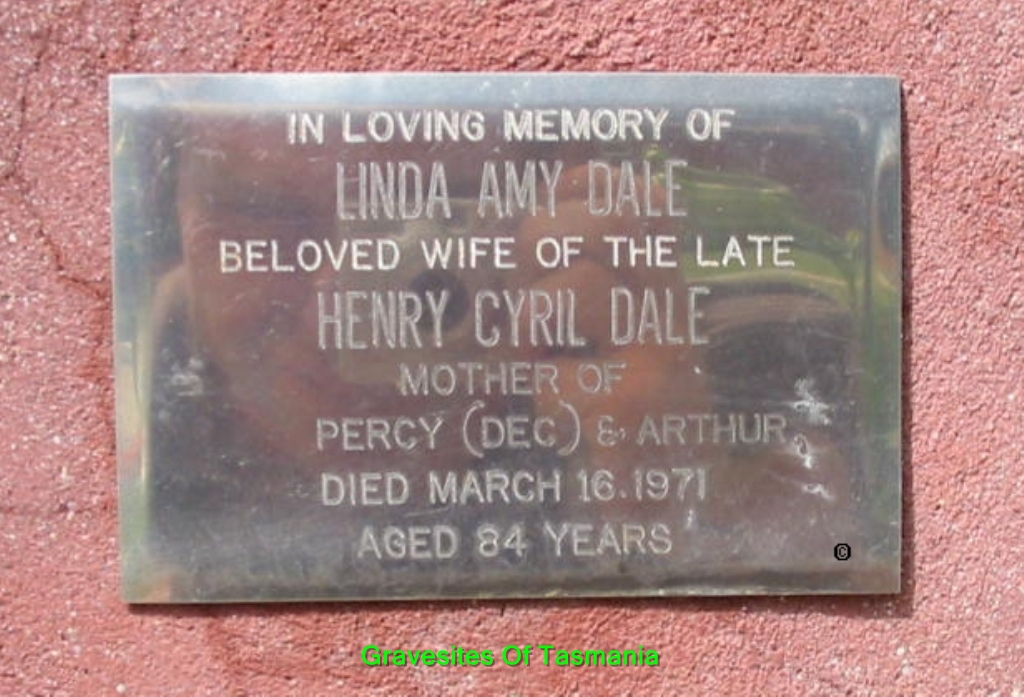 IN LOVING MEMORY OF
LINDA AMY DALE
BELOVED WIFE OF THE LATE
HENRY CYRIL DALE
MOTHER OF
PERCY (DEC) & ARTHUR
DIED MARCH 16.1971
AGED 84 YEARS
©
Gravesites Of Tasmania